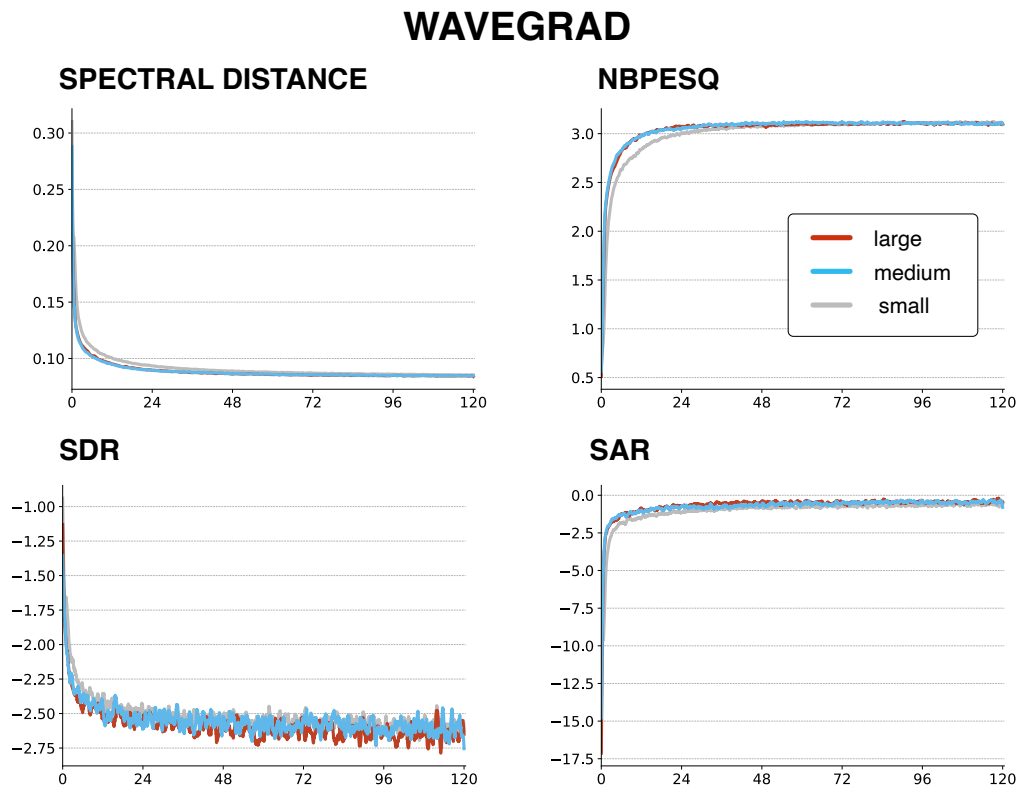 WAVEGRAD
SPECTRAL DISTANCE
0.30
0.25
0.20
0.15
0.10
0 24 48 72 96 120
NBPESQ
3.0
2.5
2.0
1.5
1.0
0.5
0 24 48 72 96 120
large
medium
small
SDR
−1.00
−1.25
−1.50
−1.75
−2.00
−2.25
−2.50
−2.75
0 24 48 72 96 120
SAR
0.0
−2.5
−5.0
−7.5
−10.0
−12.5
−15.0
−17.5
0 24 48 72 96 120